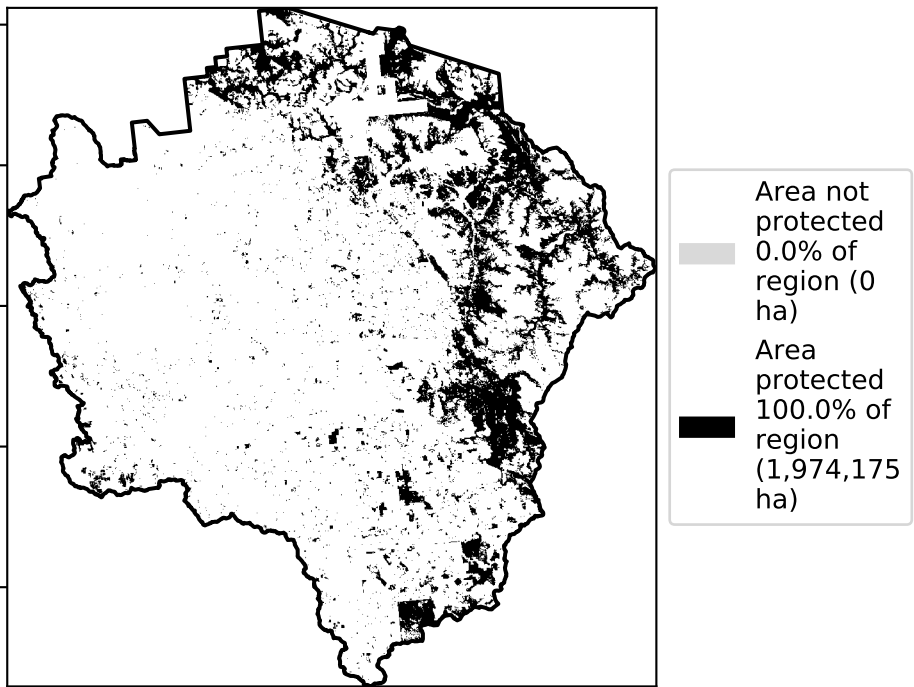 Area not
protected
0.0% of
region (0
ha)
Area
protected
100.0% of
region
(1,974,175
ha)